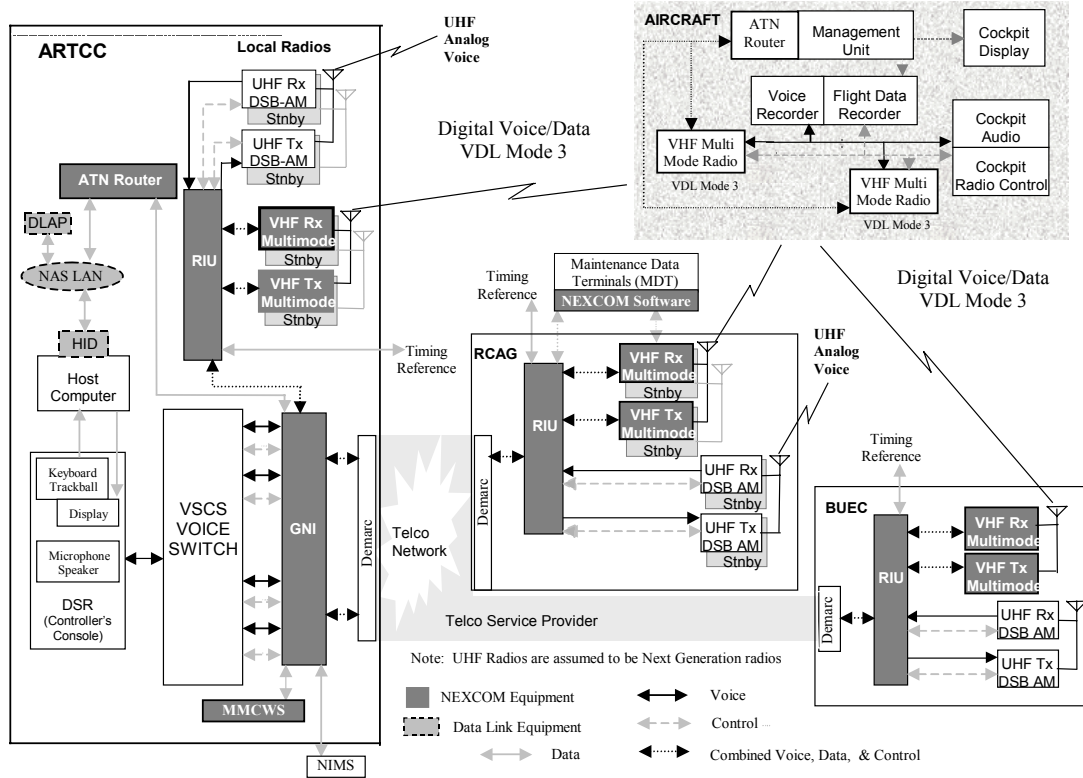 ARTCC
Local Radios
UHF
Analog
Voice
UHF Rx
DSB-AM
Stnby
UHF Tx
DSB-AM
Stnby
ATN Router
DLAP
NAS LAN
HID
Host
Computer
RIU
VHF Rx
Multimode
Stnby
VHF Tx
Multimode
Stnby
Timing
Reference
Keyboard
Trackball
Display
Microphone
Speaker
DSR
(Controller's
Console)
VSCS
VOICE
SWITCH
GNI
Demarc
MMCWS
NIMS
Digital Voice/Data
VDL Mode 3
AIRCRAFT
ATN
Router
Management
Unit
Cockpit
Display
Voice
Recorder
Flight Data
Recorder
Cockpit
Audio
Cockpit
Radio Control
VHF Multi
Mode Radio
VDL Mode 3
VHF Multi
Mode Radio
VDL Mode 3
Digital Voice/Data
VDL Mode 3
Timing
Reference
Maintenance Data
Terminals (MDT)
NEXCOM Software
RCAG
RIU
VHF Rx
Multimode
Stnby
VHF Tx
Multimode
Stnby
UHF Rx
DSB AM
Stnby
UHF Tx
DSB AM
Stnby
Demarc
UHF
Analog
Voice
Telco
Network
Telco Service Provider
Timing
Reference
BUEC
RIU
VHF Rx
Multimode
VHF Tx
Multimode
UHF Rx
DSB AM
UHF Tx
DSB AM
Demarc
Note: UHF Radios are assumed to be Next Generation radios
NEXCOM Equipment
Data Link Equipment
Data
Voice
Control
Combined Voice, Data, & Control